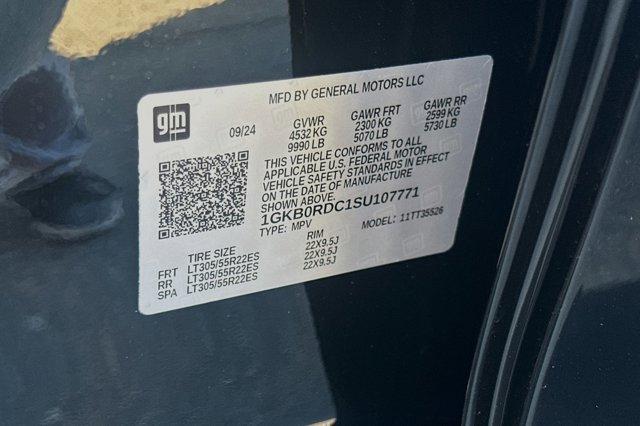 MFD BY GENERAL MOTORS LLC
gm
09/24
GVWR
4532 KG
9990 LB
GAWR FRT
2300 KG
5070 LB
GAWR RR
2599 KG
5730 LB
THIS VEHICLE CONFORMS TO ALL
APPLICABLE U.S. FEDERAL MOTOR
VEHICLE SAFETY STANDARDS IN EFFECT
ON THE DATE OF MANUFACTURE
SHOWN ABOVE.
1GKB0RDC1SU107771
TYPE: MPV
MODEL: 11TT35526
TIRE SIZE
RIM
FRT LT305/55R22ES 22X9.5J
RR LT305/55R22ES 22X9.5J
SPA LT305/55R22ES 22X9.5J